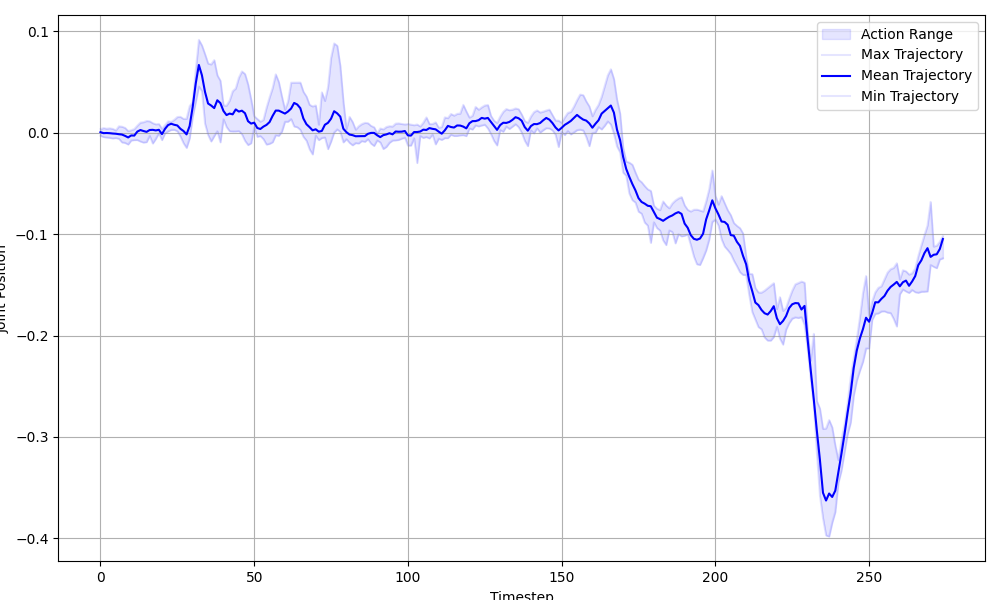 0.1
0.0
−0.1
−0.2
−0.3
−0.4
Joint Position
0
50
100
150
200
250
Timestep
Action Range
Max Trajectory
Mean Trajectory
Min Trajectory